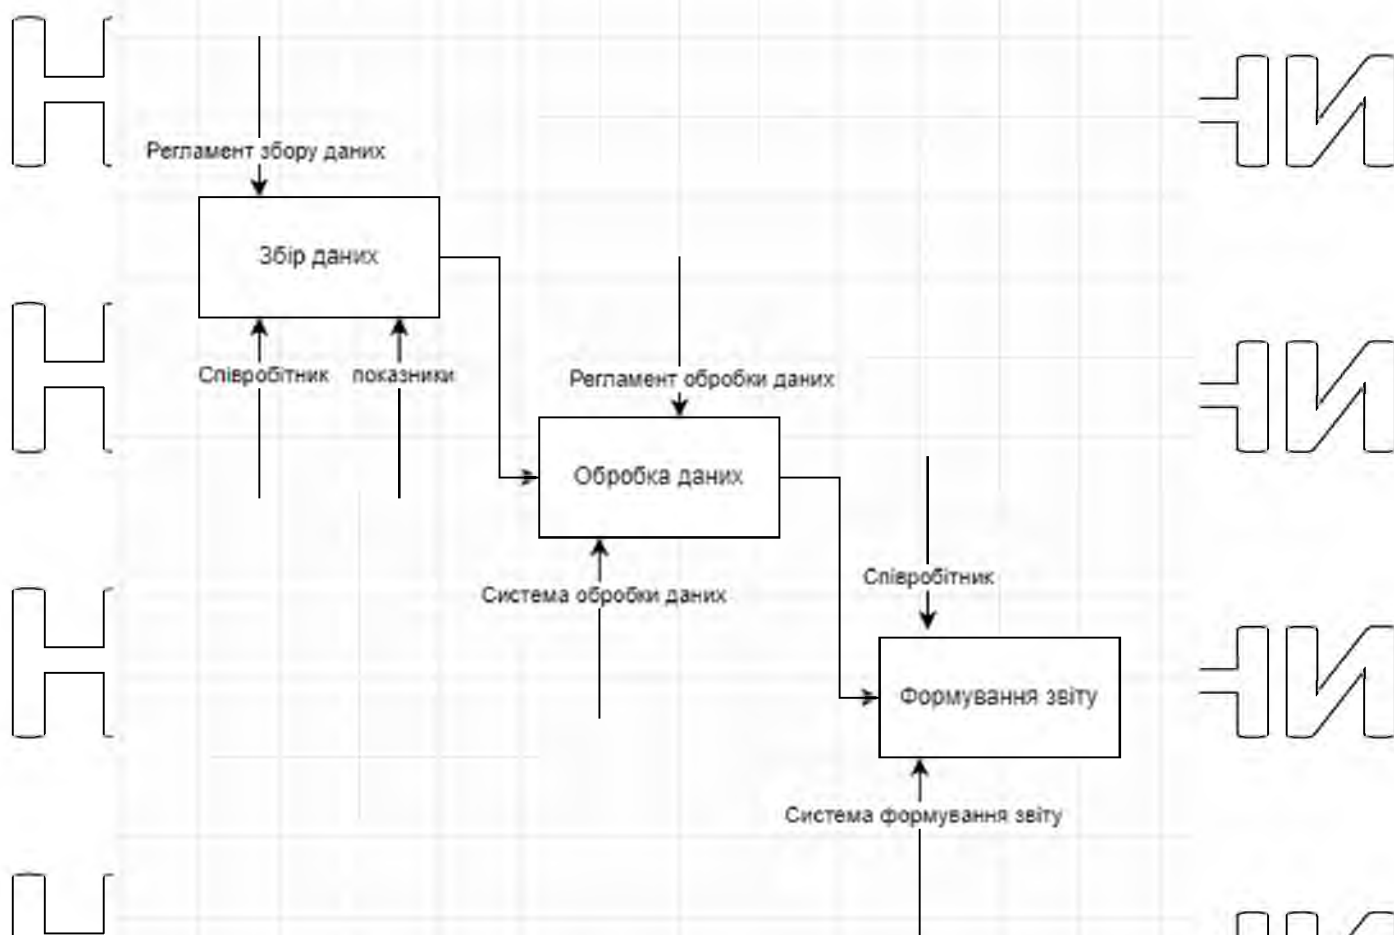 Регламент збору даних
Збір даних
Співробітник показники
Регламент обробки даних
Обробка даних
Співробітник
Система обробки даних
Формування звіту
Система формування звіту